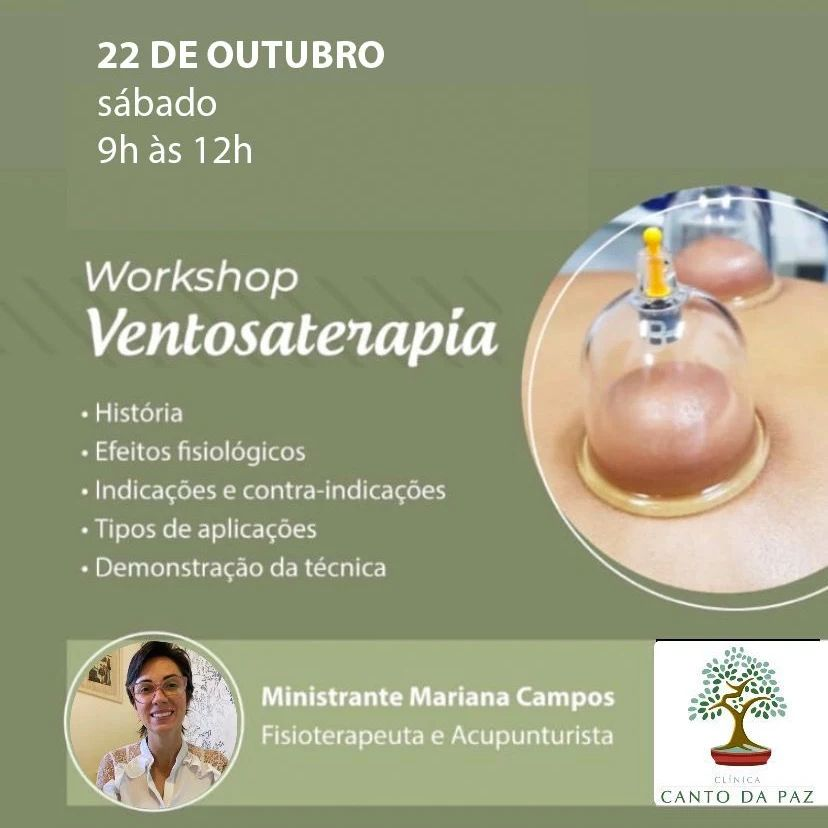 22 DE OUTUBRO
sábado
9h às 12h
Workshop
Ventosaterapia
• História
• Efeitos fisiológicos
• Indicações e contra-indicações
• Tipos de aplicações
• Demonstração da técnica
Ministrante Mariana Campos
Fisioterapeuta e Acupunturista
CLÍNICA
CANTO DA PAZ